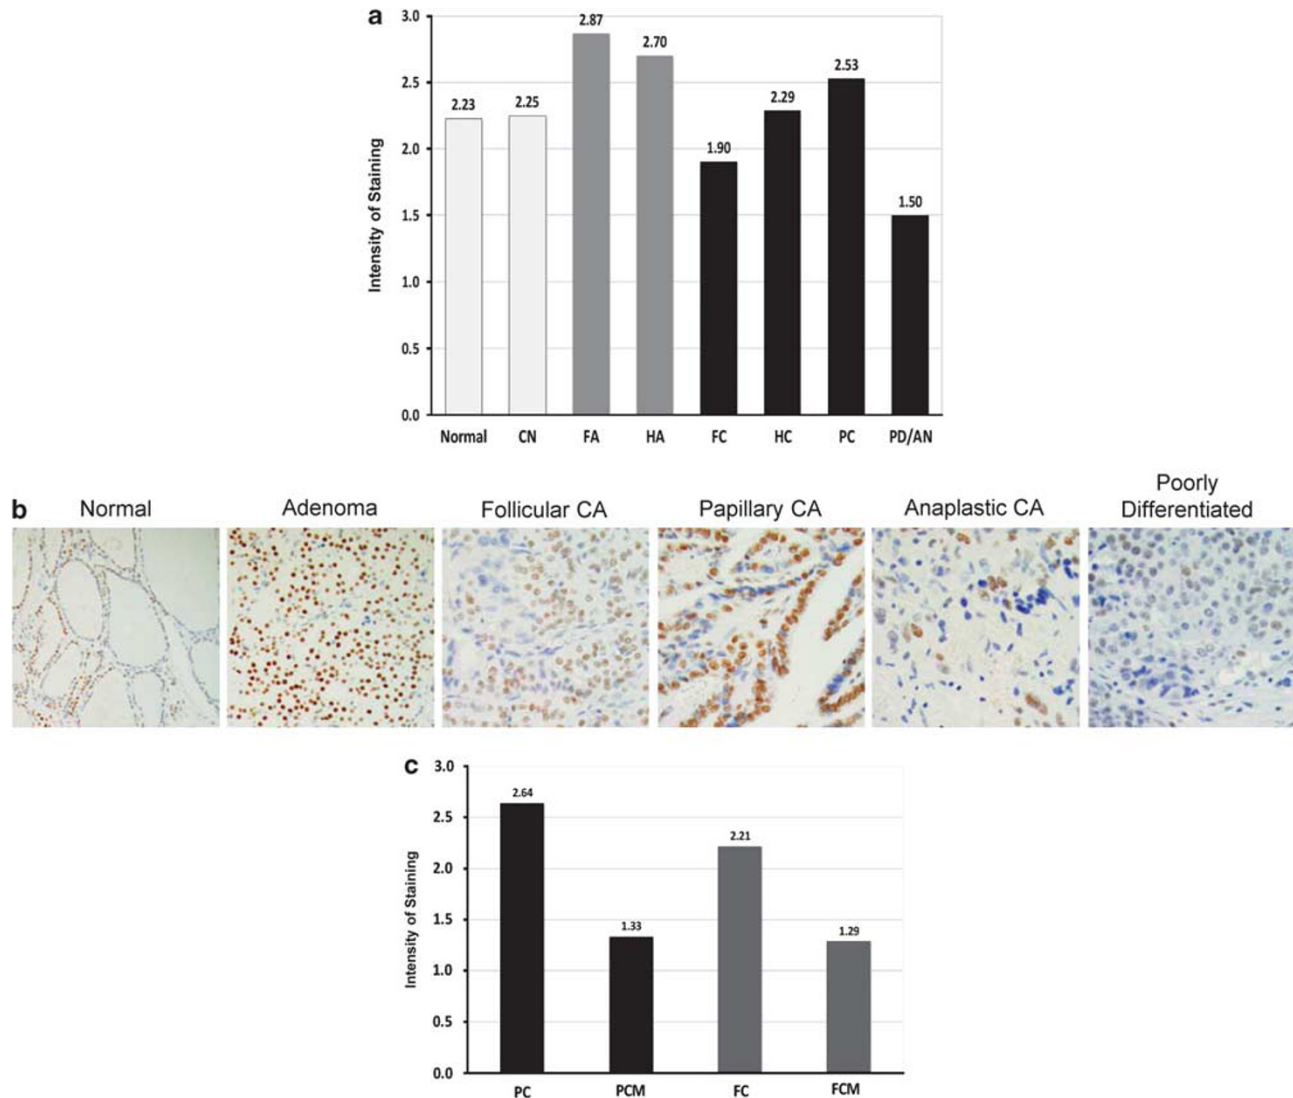 a
3.0
2.5
2.0
1.5
1.0
0.5
0.0
Intensity of Staining
2.23
2.25
2.87
2.70
1.90
2.29
2.53
1.50
Normal CN FA HA FC HC PC PD/AN
b
Normal
Adenoma
Follicular CA
Papillary CA
Anaplastic CA
Poorly
Differentiated
c
3.0
2.5
2.0
1.5
1.0
0.5
0.0
Intensity of Staining
2.64
1.33
2.21
1.29
PC PCM FC FCM